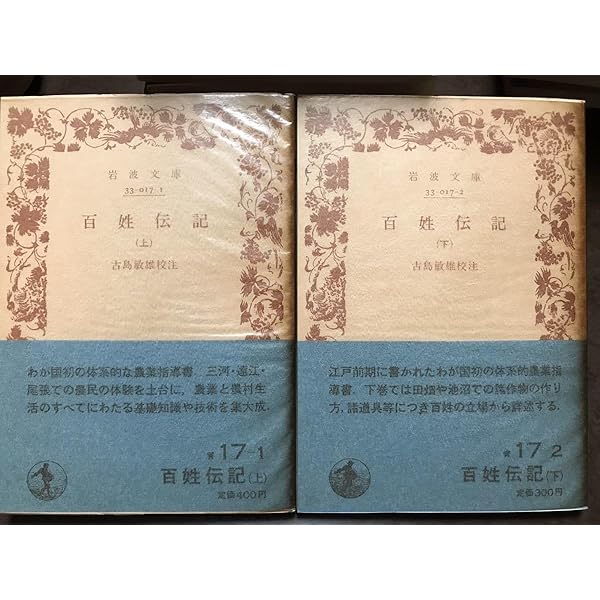 岩波文庫
33-017-1
百姓伝記
(上)
古島敏雄校注
わが国初の体系的な農業指導書. 三河・遠江・
尾張での農民の体験を土台に, 農業と農村生
活のすべてにわたる基礎知識や技術を集大成.
青 17-1
百姓伝記(上)
定価400円
岩波文庫
33-017-2
百姓伝記
(下)
古島敏雄校注
江戸前期に書かれたわが国初の体系的農業指
導書. 下巻では田畑や池沼での諸作物の作り
方, 諸道具等につき百姓の立場から詳述する.
青 17-2
百姓伝記(下)
定価300円